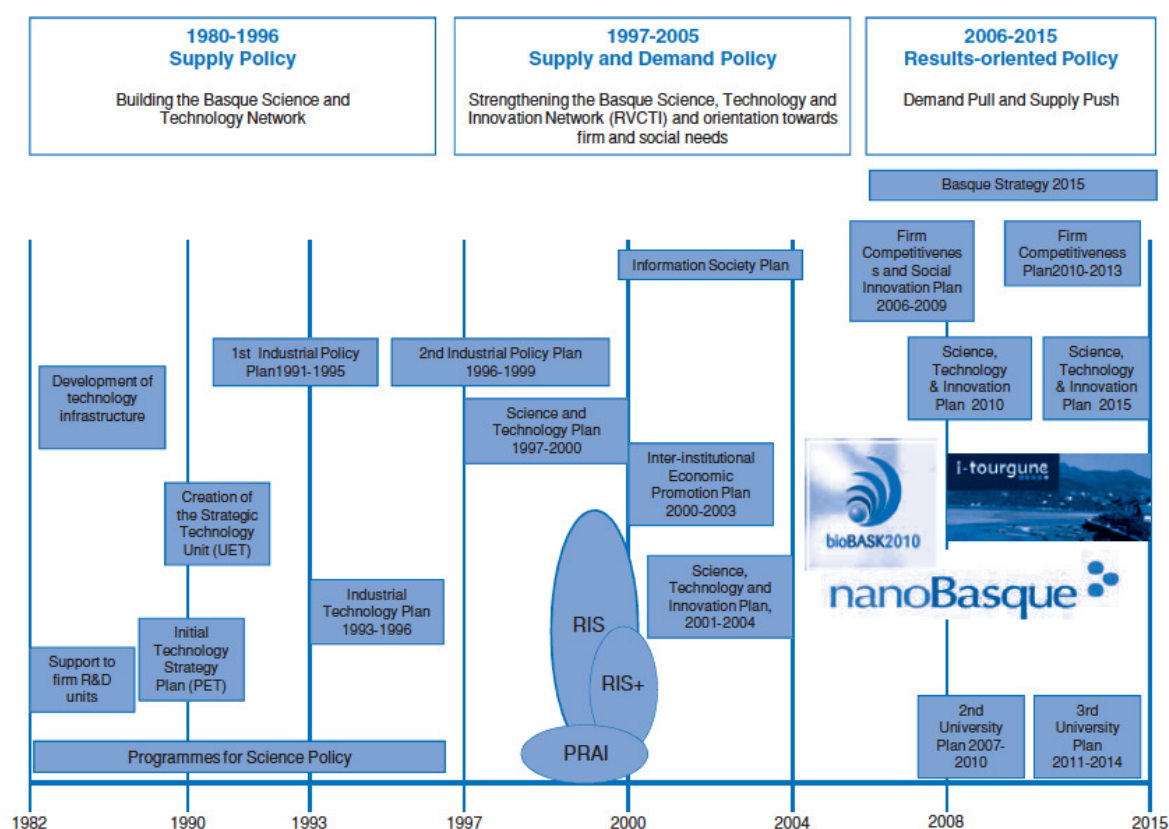 1980-1996
Supply Policy
Building the Basque Science and
Technology Network
1997-2005
Supply and Demand Policy
Strengthening the Basque Science, Technology and
Innovation Network (RVCTI) and orientation towards
firm and social needs
2006-2015
Results-oriented Policy
Demand Pull and Supply Push
Basque Strategy 2015
Information Society Plan
Firm
Competitivenes
s and Social
Innovation Plan
2006-2009
Firm
Competitiveness
Plan2010-2013
1st Industrial Policy
Plan1991-1995
2nd Industrial Policy Plan
1996-1999
Science,
Technology
& Innovation
Plan 2010
Science,
Technology
& Innovation
Plan 2015
Development of
technology
infrastructure
Science and
Technology Plan
1997-2000
Inter-institutional
Economic
Promotion Plan
2000-2003
bioBASK2010
i-tourgune
Creation of
the Strategic
Technology
Unit (UET)
Industrial
Technology Plan
1993-1996
RIS
Science,
Technology and
Innovation Plan,
2001-2004
nanoBasque
Support to
firm R&D
units
Initial
Technology
Strategy
Plan (PET)
RIS+
2nd
University
Plan 2007-
2010
3rd
University
Plan
2011-2014
Programmes for Science Policy
PRAI
1982
1990
1993
1997
2000
2004
2008
2015